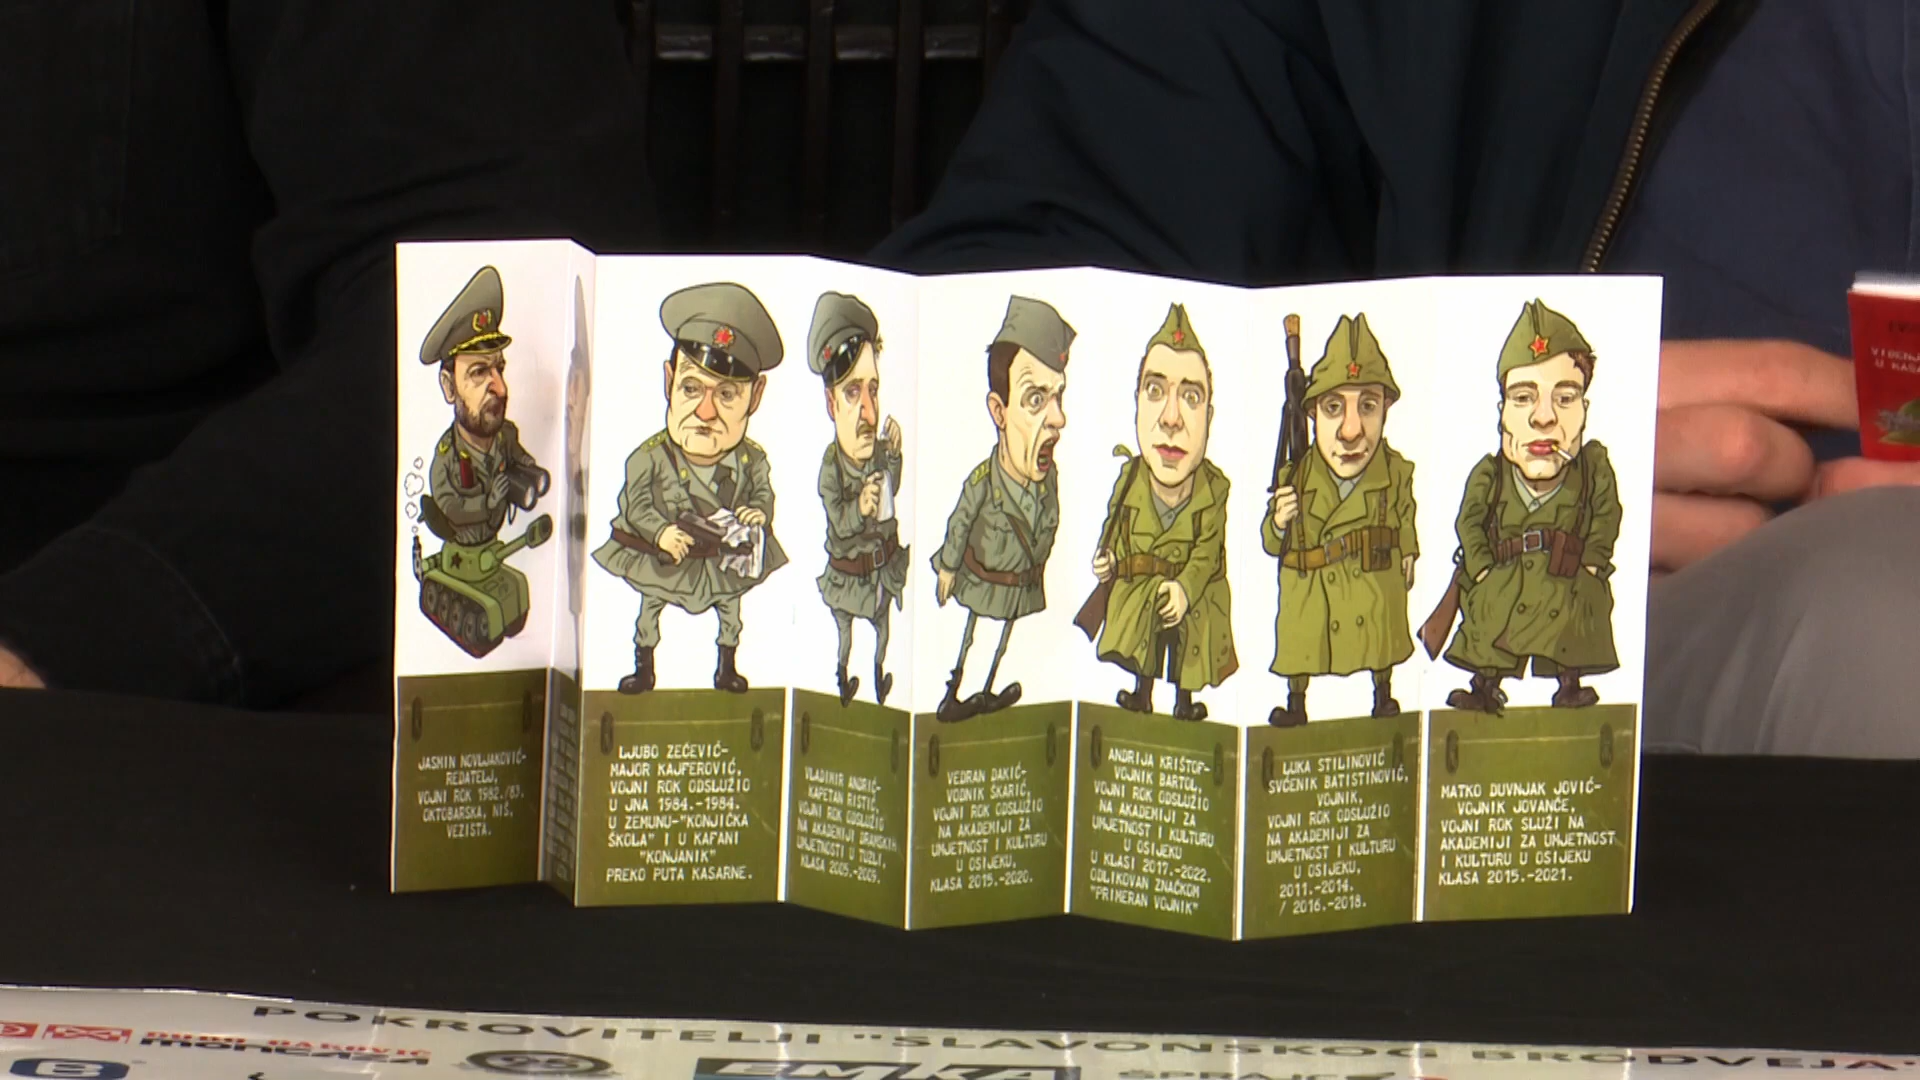 JASMIN NOVLJAKOVIĆ-
REDATELJ,
VOJNI ROK 1982./83.
OKTOBARSKA, NIŠ,
VEZISTA.
LJUBO ZEČEVIĆ-
MAJOR KAJFEROVIĆ,
VOJNI ROK ODSLUŽIO
U JNA 1984.-1984.
U ZEMUNU-"KONJIČKA
ŠKOLA" I U KAFANI
"KONJANIK"
PREKO PUTA KASARNE.
VLADIMIR ANDRIĆ-
KAPETAN RISTIĆ,
VOJNI ROK ODSLUŽIO
NA AKADEMIJI DRAMSKIH
UMJETNOSTI U TUZLI,
KLASA 2005.-2009.
VEDRAN DAKIĆ-
VODNIK ŠKARIĆ,
VOJNI ROK ODSLUŽIO
NA AKADEMIJI ZA
UMJETNOST I KULTURU
U OSIJEKU,
KLASA 2015.-2020.
ANDRIJA KRIŠTOF-
VOJNIK BARTOL,
VOJNI ROK ODSLUŽIO
NA AKADEMIJI ZA
UMJETNOST I KULTURU
U OSIJEKU
U KLASI 2017.-2022.
ODLIKOVAN ZNAČKOM
"PRIMERAN VOJNIK"
LUKA STILINOVIĆ
SVĆENIK BATISTINOVIĆ,
VOJNIK,
VOJNI ROK ODSLUŽIO
NA AKADEMIJI ZA
UMJETNOST I KULTURU
U OSIJEKU,
2011.-2014.
/ 2016.-2018.
MATKO DUVNJAK JOVIĆ-
VOJNIK JOVANČE,
VOJNI ROK SLUŽI NA
AKADEMIJI ZA UMJETNOST
I KULTURU U OSIJEKU
KLASA 2015.-2021.
POKROVITELJI "SLAVONSKOG BRODVEJA"